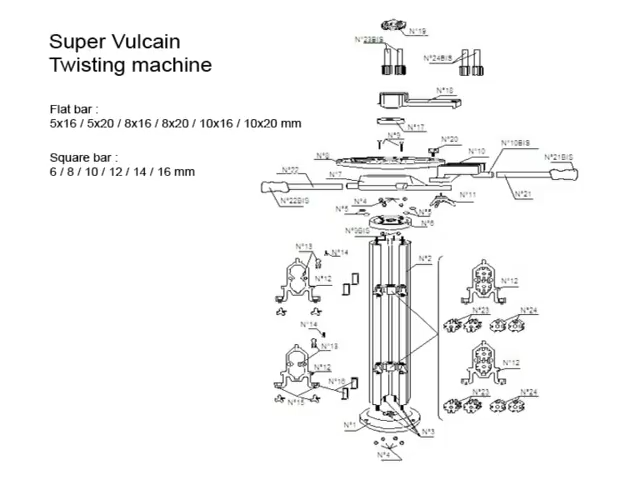 Super Vulcain
Twisting machine
Flat bar :
5x16 / 5x20 / 8x16 / 8x20 / 10x16 / 10x20 mm
Square bar :
6 / 8 / 10 / 12 / 14 / 16 mm
N°19
N°23BIS
N°24BIS
N°18
N°17
N°3
N°20
N°9
N°10
N°10BIS
N°21BIS
N°22
N°7
N°22BIS
N°4
N°11
N°21
N°5
N°5
N°6
N°3BIS
N°13
N°14
N°2
N°12
N°12
N°23
N°24
N°14
N°13
N°12
N°12
N°16
N°15
N°23
N°24
N°1
N°3
N°4